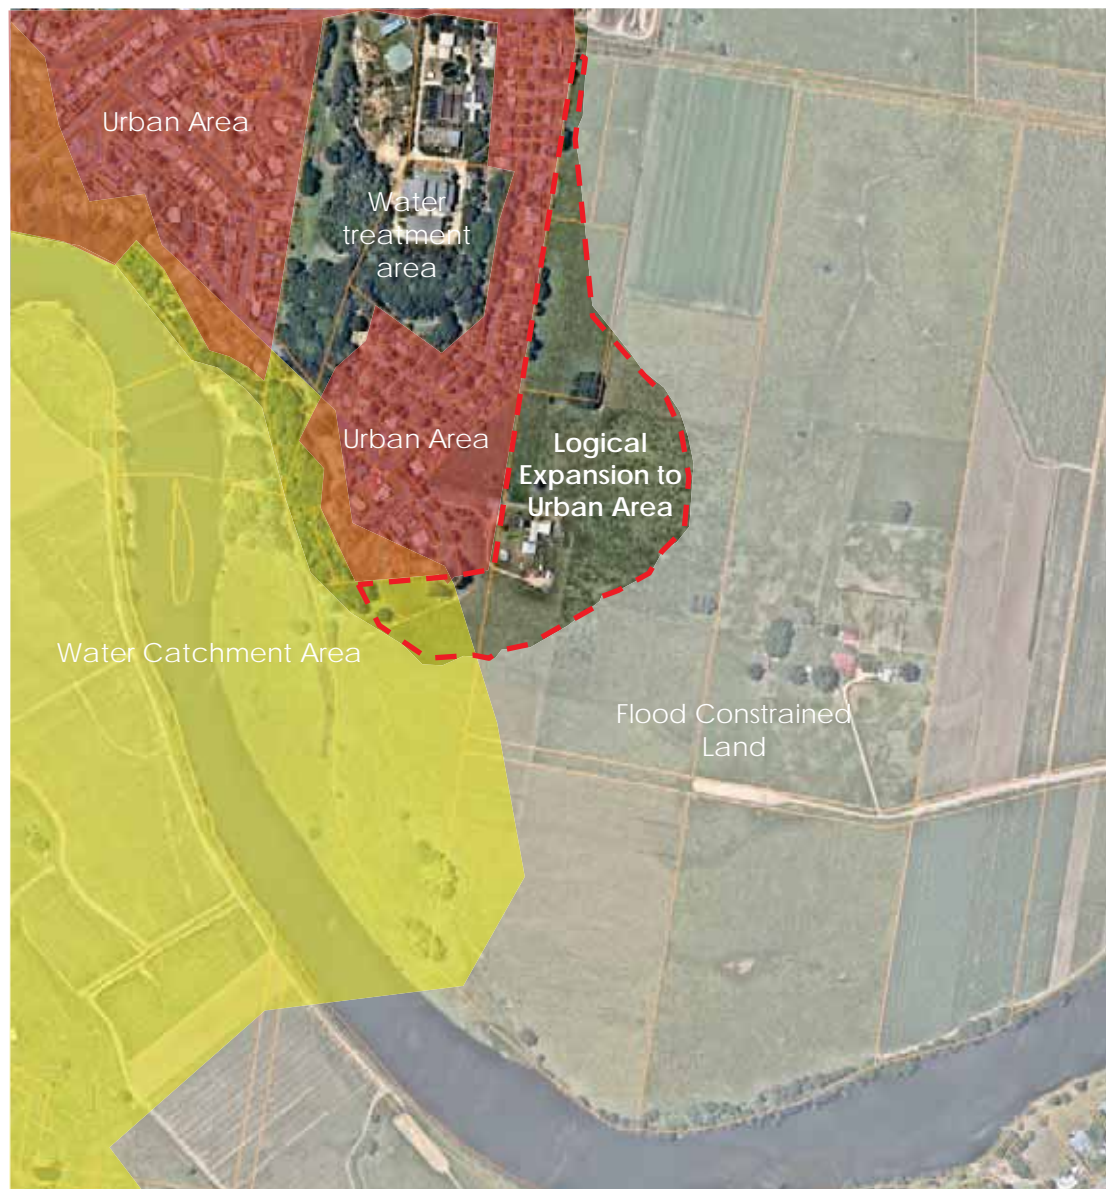 Urban Area
Water
treatment
area
Urban Area
Logical
Expansion to
Urban Area
Water Catchment Area
Flood Constrained
Land